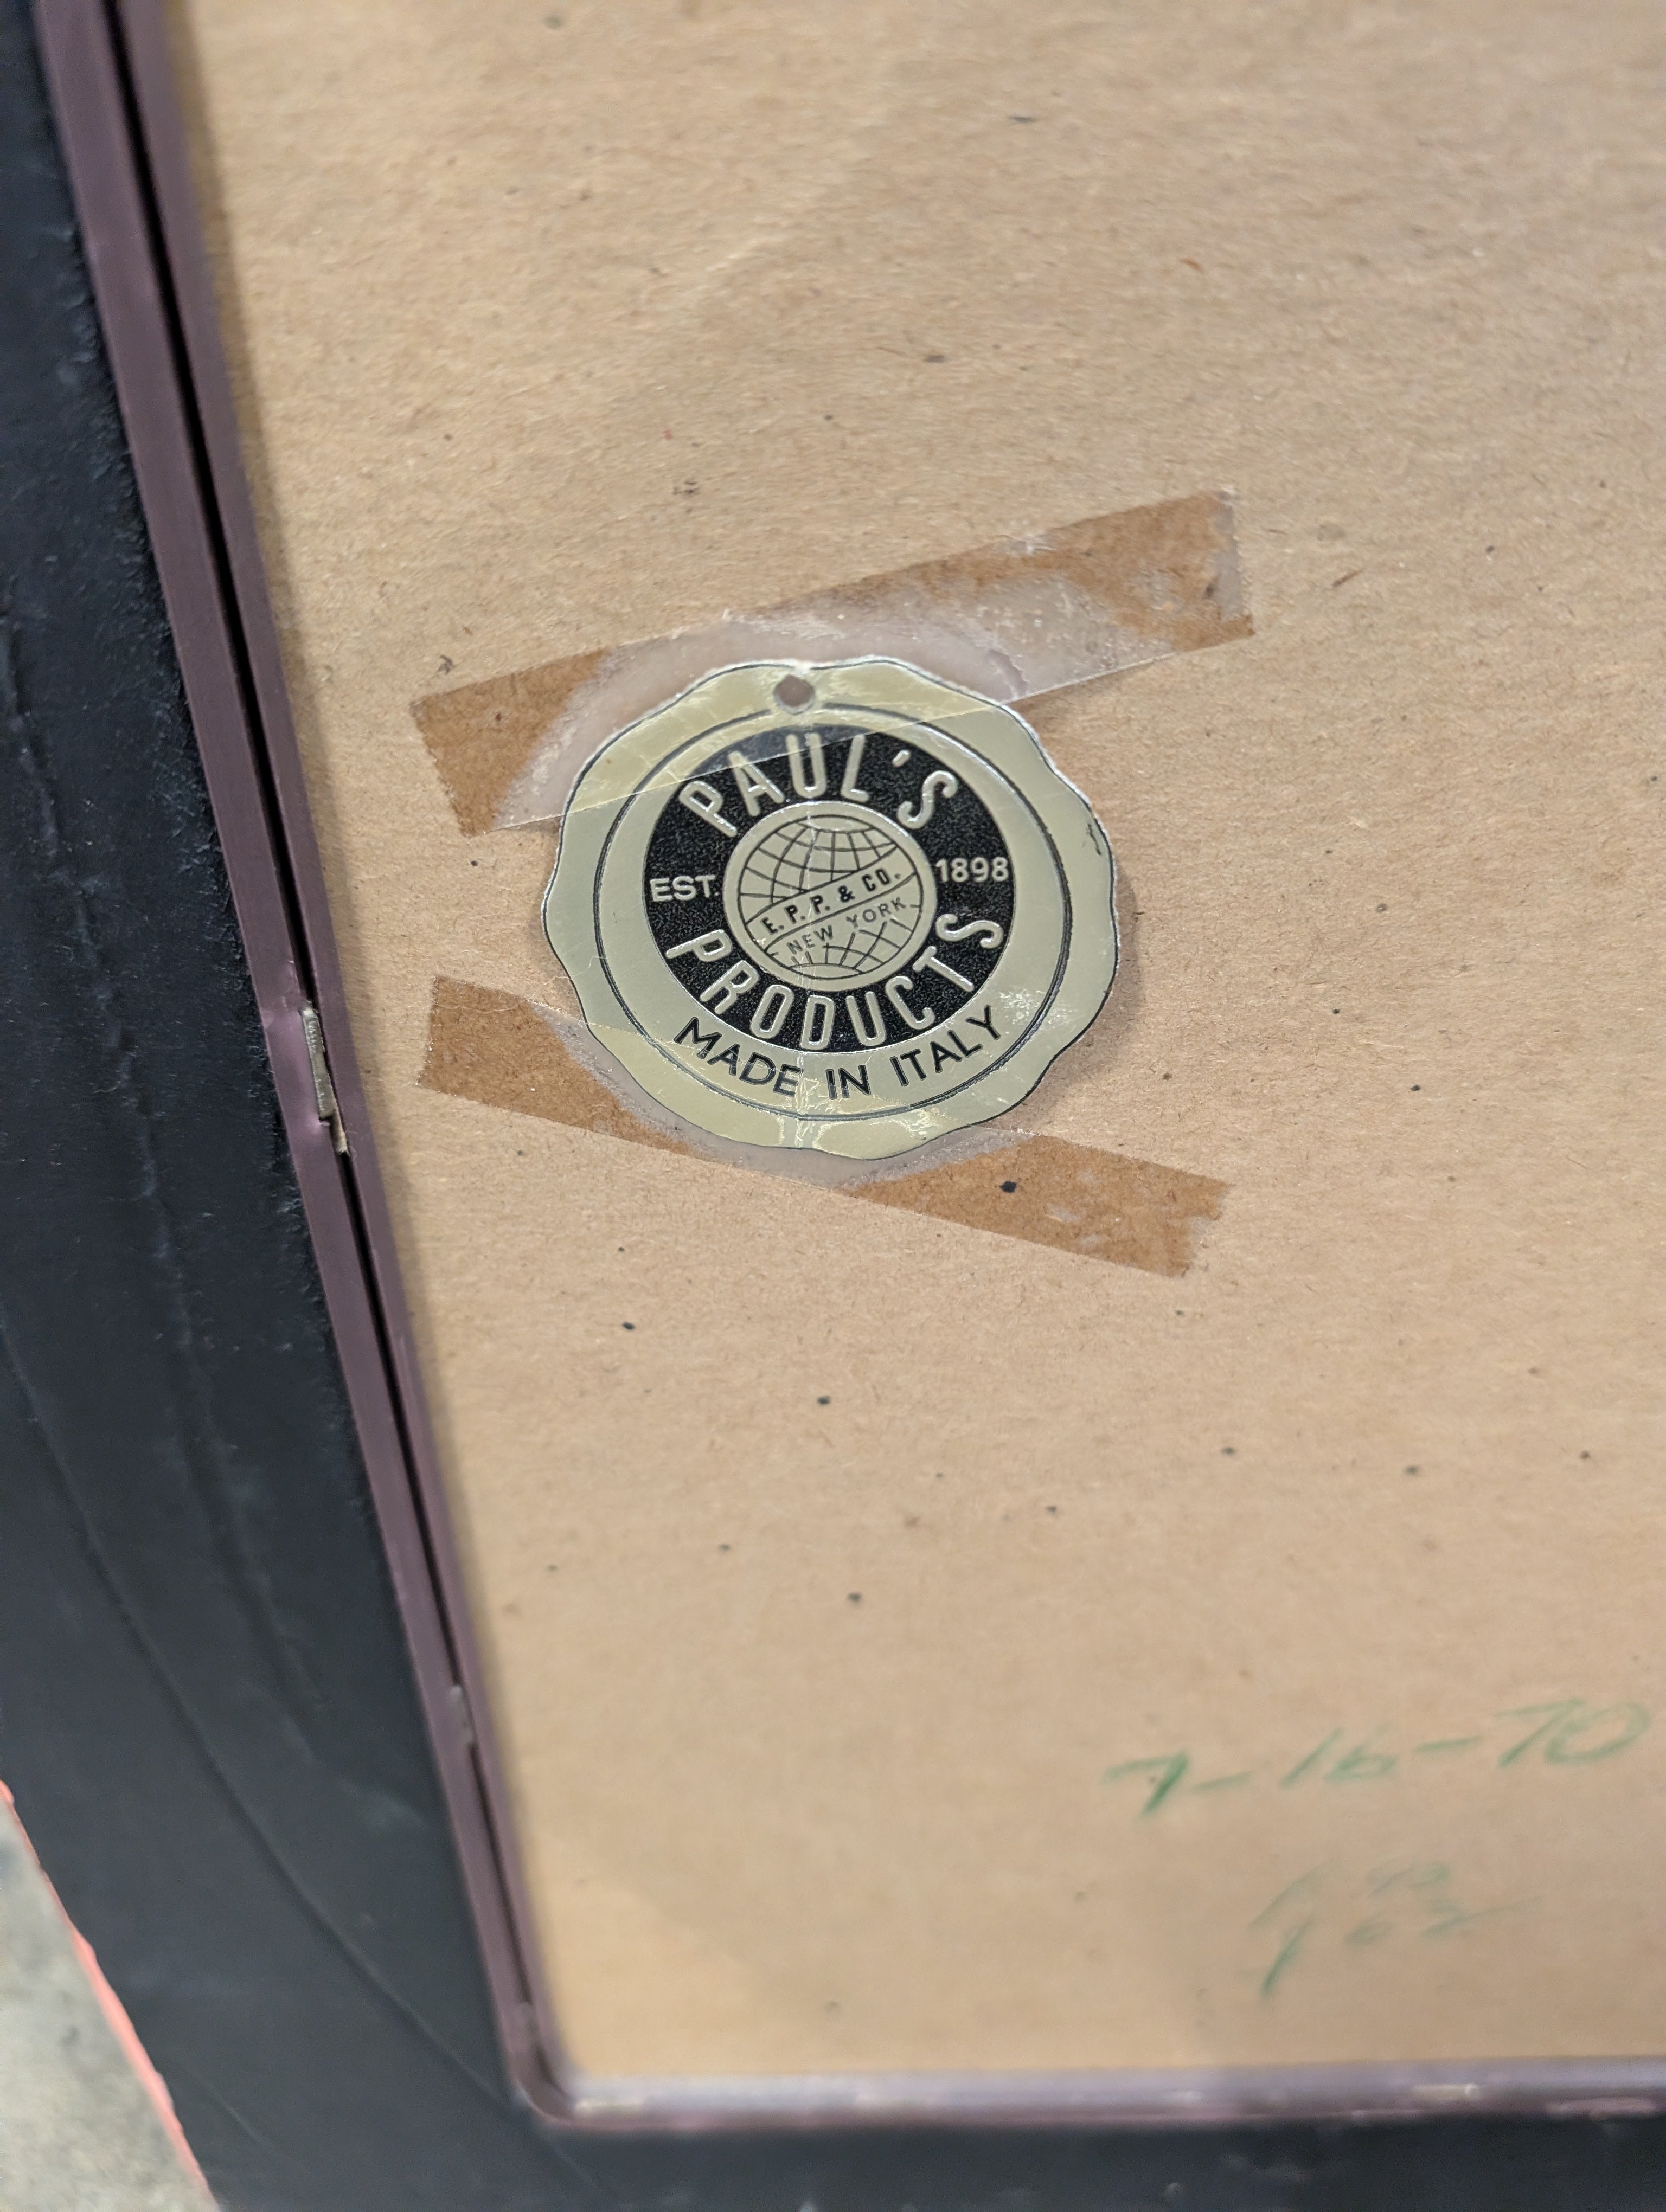 PAUL'S
EST. 1898
E. P. P. & CO.
NEW YORK
PRODUCTS
MADE IN ITALY
7-16-70